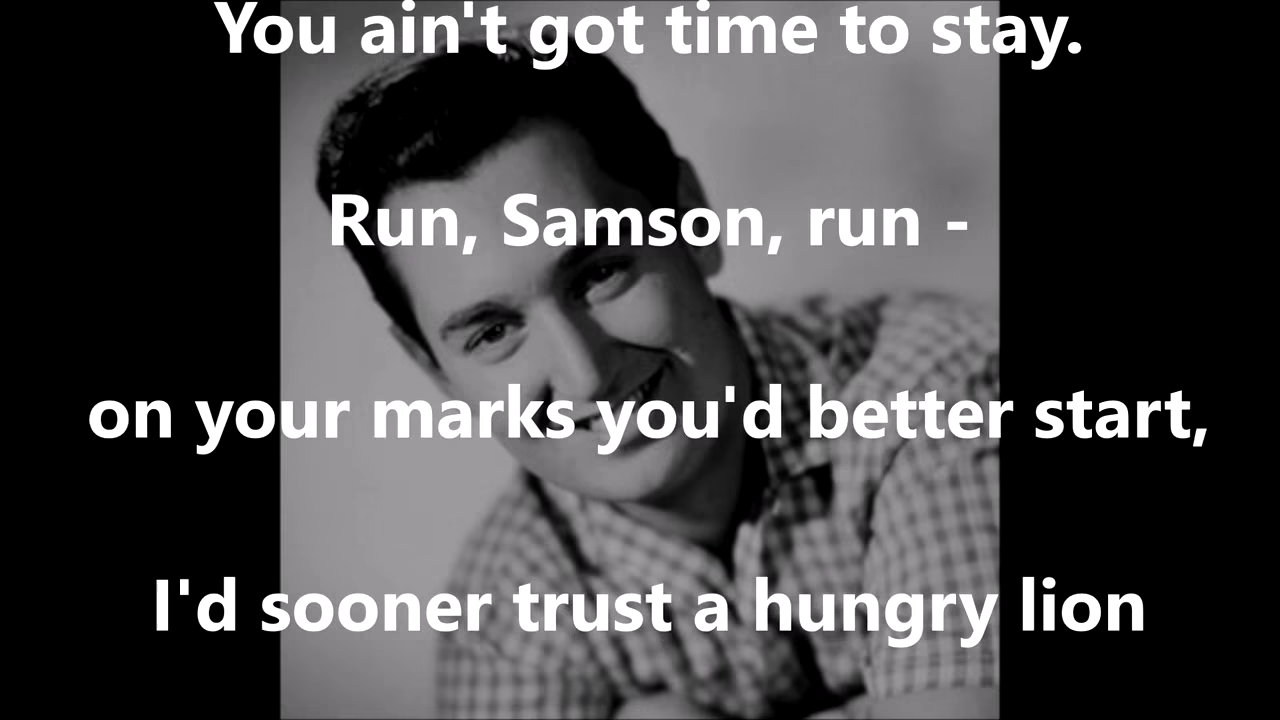 You ain't got time to stay.
Run, Samson, run -
on your marks you'd better start,
I'd sooner trust a hungry lion